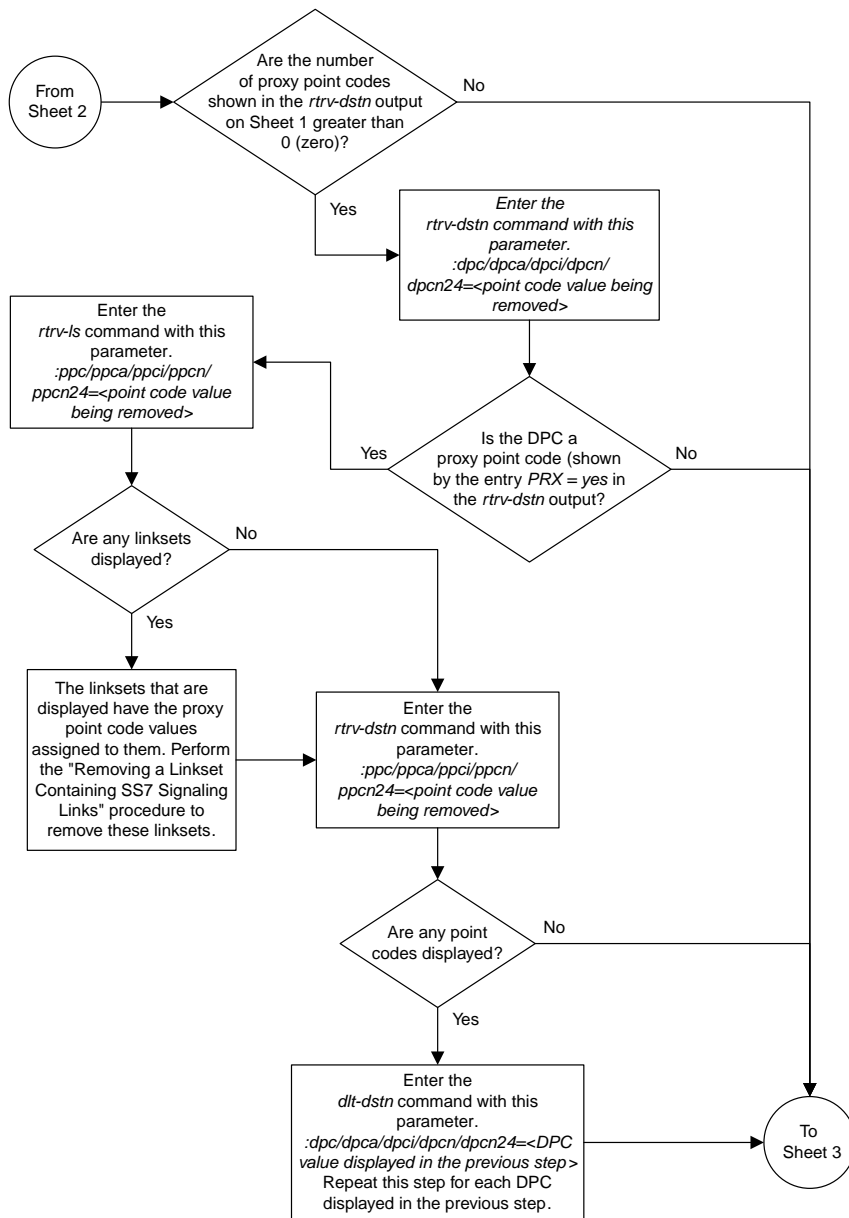 From
Sheet 2
Are the number
of proxy point codes
shown in the rtrv-dstn output
on Sheet 1 greater than
0 (zero)?
No
Yes
Enter the
rtrv-dstn command with this
parameter.
:dpc/dpca/dpci/dpcn/
dpcn24=<point code value being
removed>
Enter the
rtrv-ls command with this
parameter.
:ppc/ppca/ppci/ppcn/
ppcn24=<point code value
being removed>
Is the DPC a
proxy point code (shown
by the entry PRX = yes in
the rtrv-dstn output?
Yes
No
Are any linksets
displayed?
No
Yes
The linksets that are
displayed have the proxy
point code values
assigned to them. Perform
the "Removing a Linkset
Containing SS7 Signaling
Links" procedure to
remove these linksets.
Enter the
rtrv-dstn command with this
parameter.
:ppc/ppca/ppci/ppcn/
ppcn24=<point code value
being removed>
Are any point
codes displayed?
No
Yes
Enter the
dlt-dstn command with this
parameter.
:dpc/dpca/dpci/dpcn/dpcn24=<DPC
value displayed in the previous step>
Repeat this step for each DPC
displayed in the previous step.
To
Sheet 3